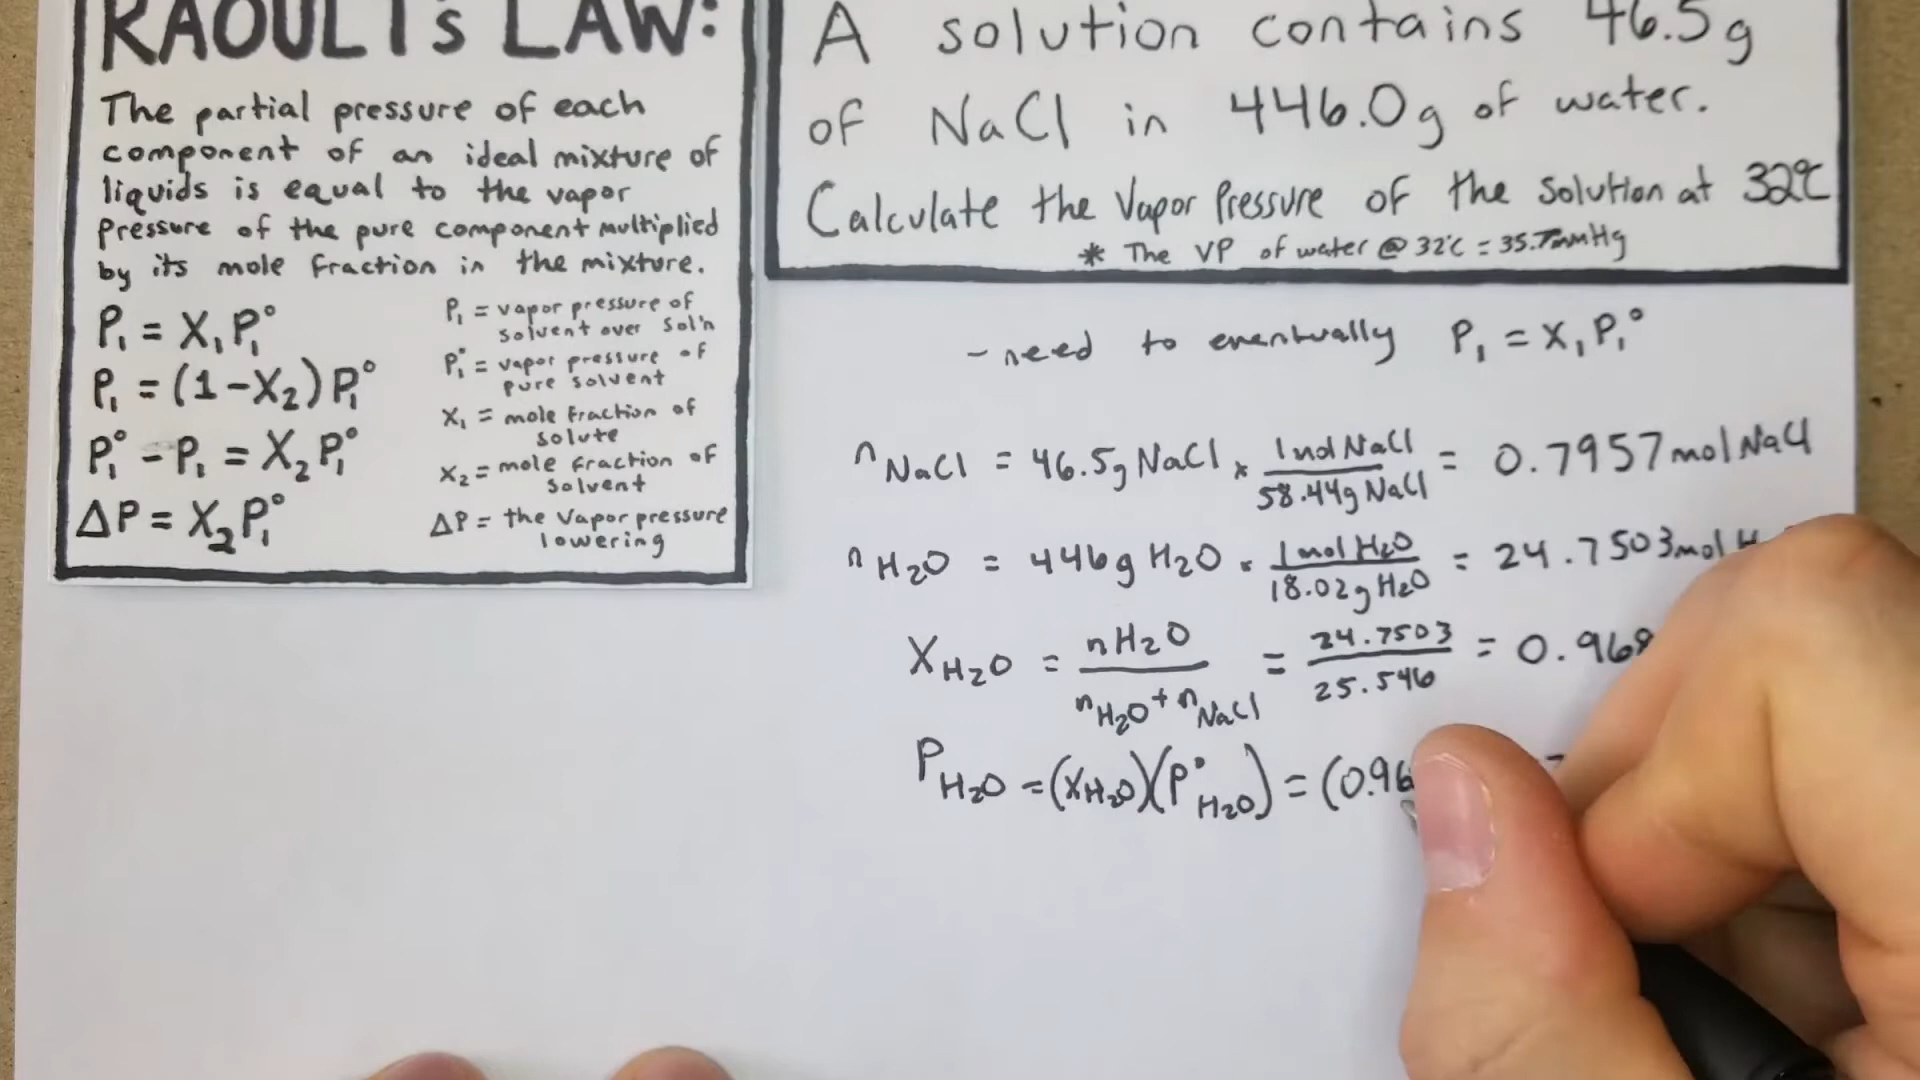 RAOULT's LAW:
The partial pressure of each
component of an ideal mixture of
liquids is equal to the vapor
pressure of the pure component multiplied
by its mole fraction in the mixture.
P₁ = X₁P₁°
P₁ = (1-X₂)P₁°
P₁° - P₁ = X₂P₁°
ΔP = X₂P₁°
P₁ = vapor pressure of
solvent over sol'n
P₁° = vapor pressure of
pure solvent
X₁ = mole fraction of
solute
X₂ = mole fraction of
solvent
ΔP = the Vapor pressure
lowering
A solution contains 46.5g
of NaCl in 446.0g of water.
Calculate the Vapor Pressure of the solution at 32°C
* The VP of water @ 32°C = 35.7mmHg
- need to eventually P₁ = X₁P₁°
nNaCl = 46.5g NaCl × 1mol NaCl / 58.44g NaCl = 0.7957mol NaCl
nH₂O = 446g H₂O • 1mol H₂O / 18.02g H₂O = 24.7503mol H
XH₂O = nH₂O / nH₂O + nNaCl = 24.7503 / 25.546 = 0.968
PH₂O = (XH₂O)(P°H₂O) = (0.96